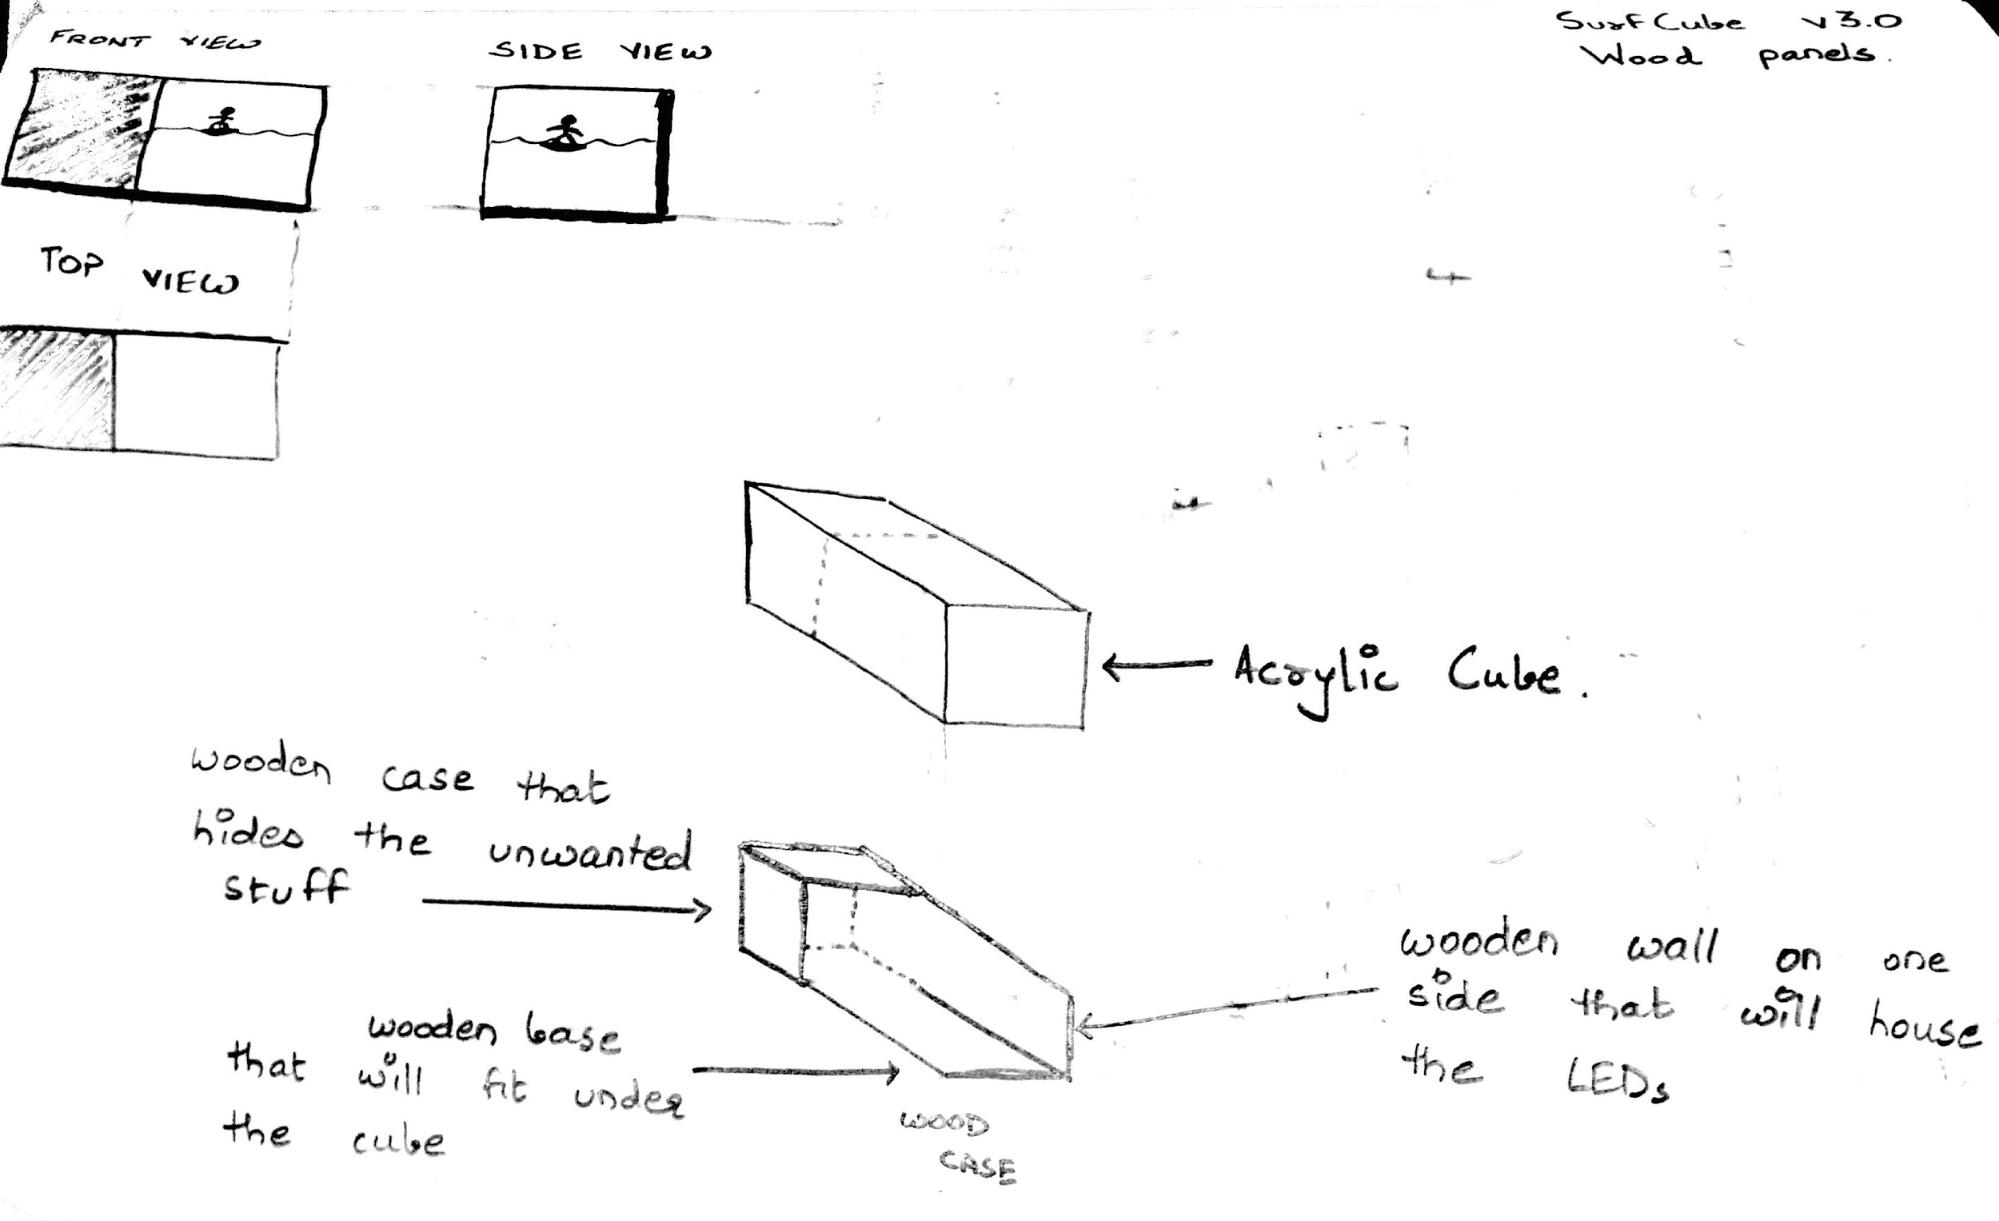 FRONT VIEW
SIDE VIEW
SurfCube v3.0
Wood panels.
TOP VIEW
Acrylic Cube.
wooden case that
hides the unwanted
stuff
wooden wall on one
side that will house
the LEDs
wooden base
that will fit under
the cube
WOOD
CASE